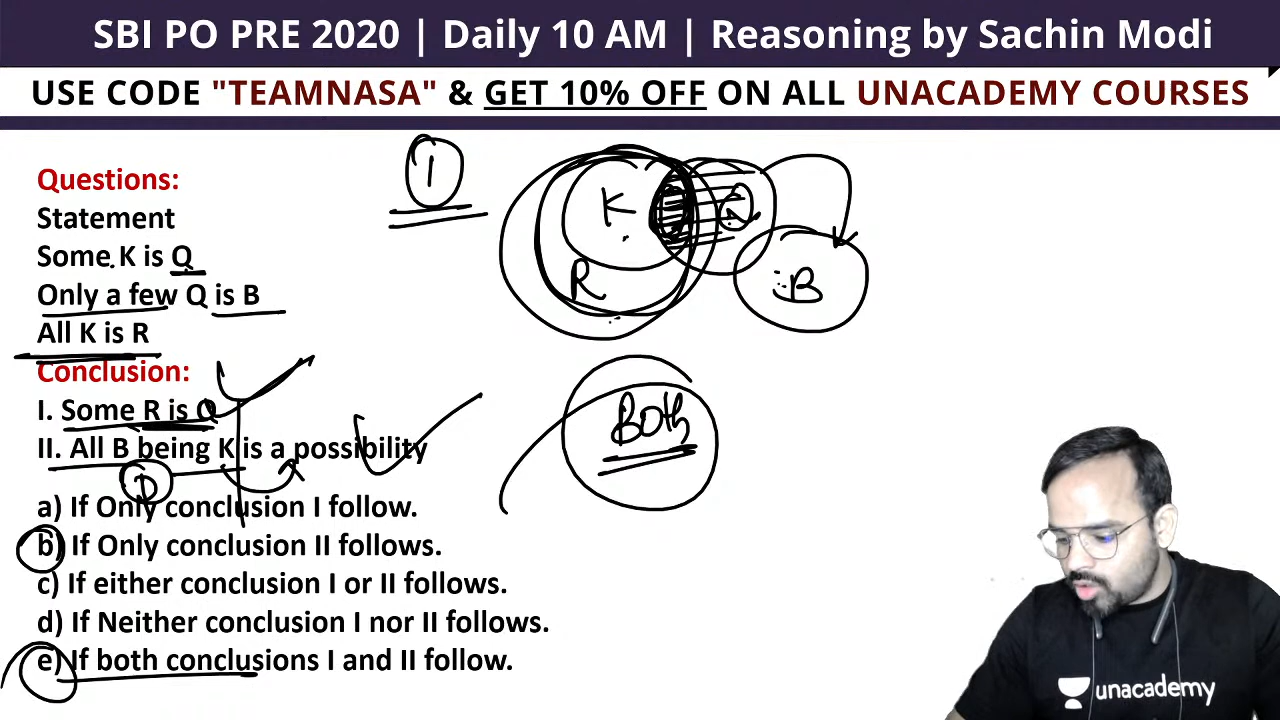 SBI PO PRE 2020 | Daily 10 AM | Reasoning by Sachin Modi
USE CODE "TEAMNASA" & GET 10% OFF ON ALL UNACADEMY COURSES
Questions:
Statement
Some K is Q
Only a few Q is B
All K is R
Conclusion:
I. Some R is Q
II. All B being K is a possibility
a) If Only conclusion I follow.
b) If Only conclusion II follows.
c) If either conclusion I or II follows.
d) If Neither conclusion I nor II follows.
e) If both conclusions I and II follow.
1
K
R
B
Both
unacademy